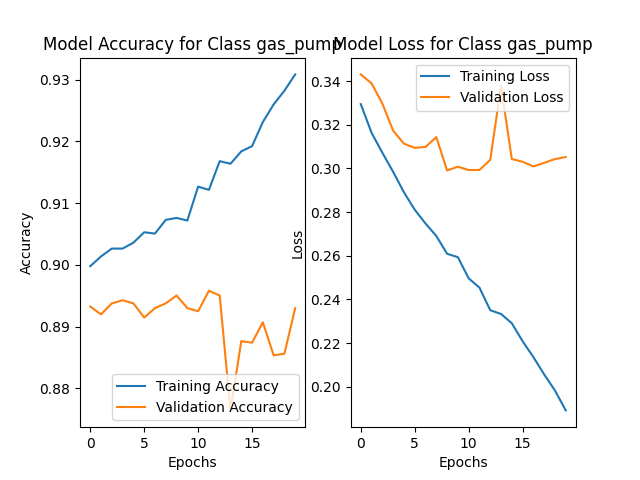 Model Accuracy for Class gas_pump
Model Loss for Class gas_pump
0.93
0.92
0.91
0.90
0.89
0.88
Accuracy
Training Accuracy
Validation Accuracy
0
5
10
15
Epochs
0.34
0.32
0.30
0.28
0.26
0.24
0.22
0.20
Loss
Training Loss
Validation Loss
0
5
10
15
Epochs